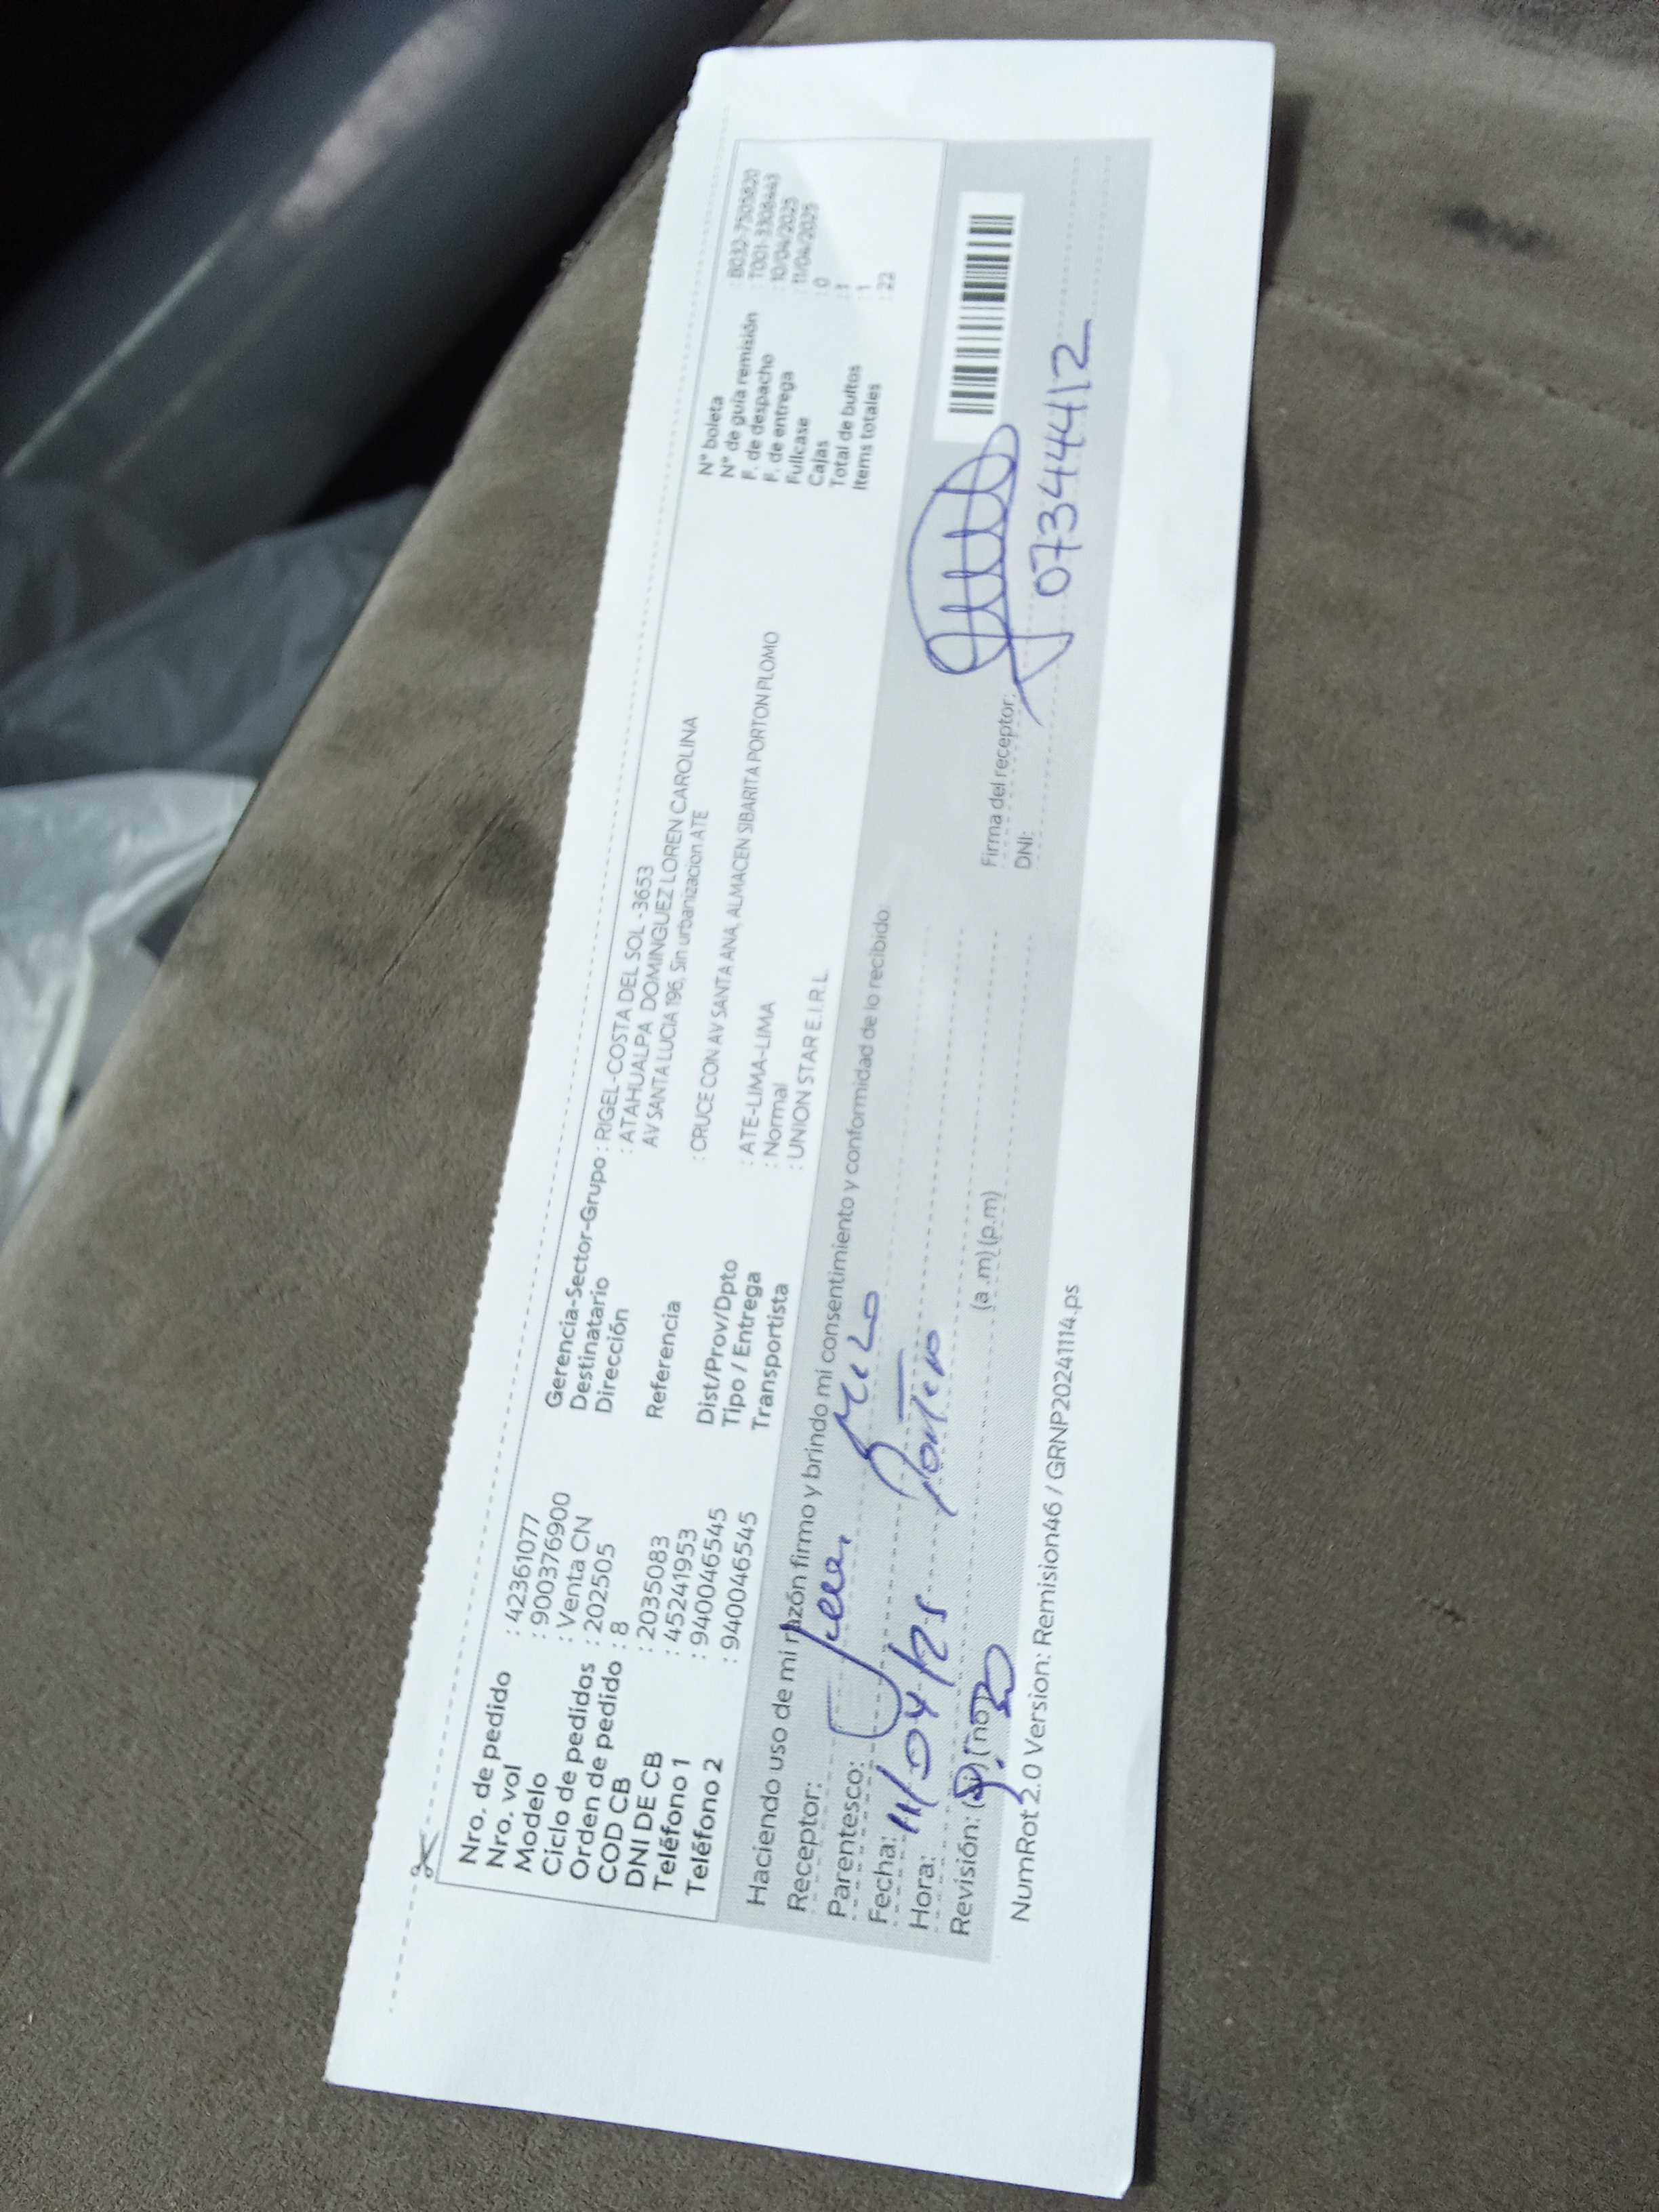 Nro. de pedido : 42361077
Nro. vol : 900376900
Modelo : Venta CN
Ciclo de pedidos : 202505
Orden de pedido : 8
COD CB : 2035083
DNI DE CB : 45241953
Teléfono 1 : 940046545
Teléfono 2 : 940046545
Gerencia-Sector-Grupo : RIGEL-COSTA DEL SOL -3653
Destinatario : ATAHUALPA DOMINGUEZ LOREN CAROLINA
Dirección AV SANTA LUCIA 196, Sin urbanizacion ATE
Referencia : CRUCE CON AV SANTA ANA, ALMACEN SIBARITA PORTON PLOMO
Dist/Prov/Dpto : ATE-LIMA-LIMA
Tipo / Entrega : Normal
Transportista : UNION STAR E.I.R.L
N° boleta : B032-7505820
N° de guía remisión : T001-3308443
F. de despacho : 10/04/2025
F. de entrega : 11/04/2025
Fullcase : 0
Cajas : 1
Total de bultos : 1
Items totales : 22
Haciendo uso de mi razón firmo y brindo mi consentimiento y conformidad de lo recibido:
Receptor:
Parentesco:
Fecha: 11/04/25
Hora: (a.m) (p.m)
Revisión: (si) (no)
Firma del receptor:
DNI: 07344412
NumRot 2.0 Version: Remision46 / GRNP20241114.ps